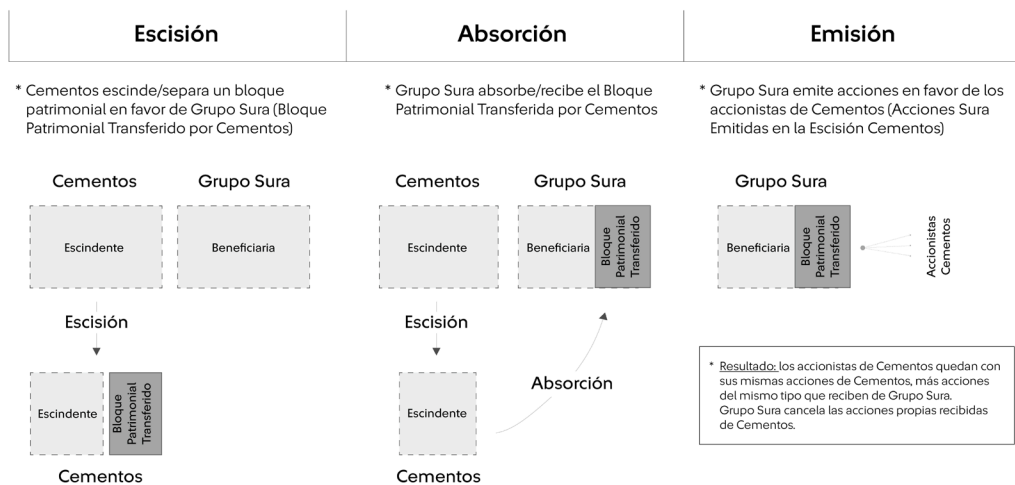 Escisión
* Cementos escinde/separa un bloque
patrimonial en favor de Grupo Sura (Bloque
Patrimonial Transferido por Cementos)
Cementos
Grupo Sura
Escindente
Beneficiaria
Escisión
Escindente
Bloque
Patrimonial
Transferido
Cementos
Absorción
* Grupo Sura absorbe/recibe el Bloque
Patrimonial Transferida por Cementos
Cementos
Grupo Sura
Escindente
Beneficiaria
Bloque
Patrimonial
Transferido
Escisión
Absorción
Escindente
Cementos
Emisión
* Grupo Sura emite acciones en favor de los
accionistas de Cementos (Acciones Sura
Emitidas en la Escisión Cementos)
Grupo Sura
Beneficiaria
Bloque
Patrimonial
Transferido
Accionistas
Cementos
* Resultado: los accionistas de Cementos quedan con
sus mismas acciones de Cementos, más acciones
del mismo tipo que reciben de Grupo Sura.
Grupo Sura cancela las acciones propias recibidas
de Cementos.